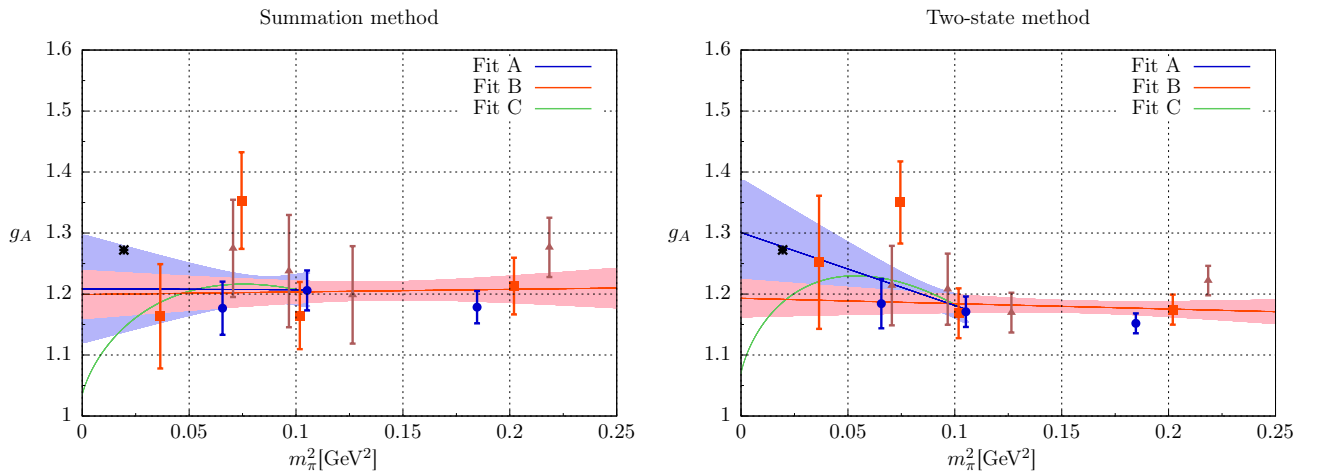 Summation method
1.6
1.5
1.4
1.3
1.2
1.1
1
g_A
Fit A
Fit B
Fit C
0 0.05 0.1 0.15 0.2 0.25
m_π^2[GeV^2]
Two-state method
1.6
1.5
1.4
1.3
1.2
1.1
1
g_A
Fit A
Fit B
Fit C
0 0.05 0.1 0.15 0.2 0.25
m_π^2[GeV^2]